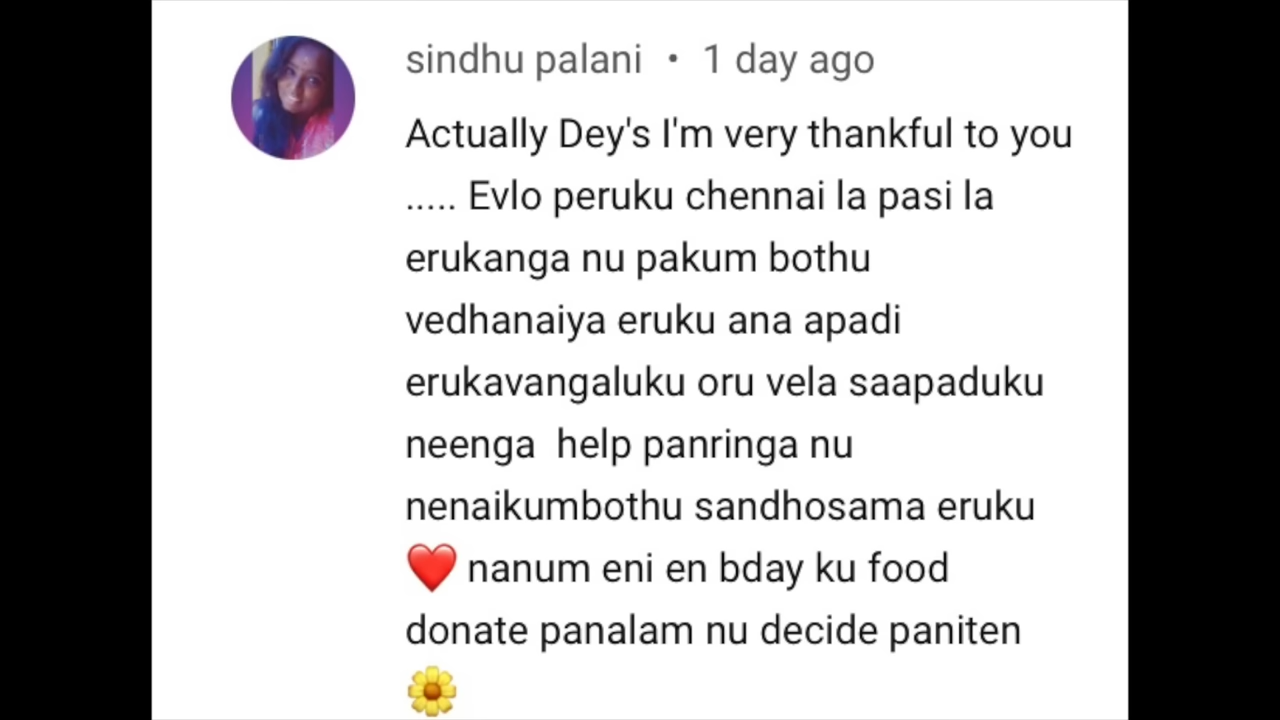 sindhu palani • 1 day ago
Actually Dey's I'm very thankful to you
..... Evlo peruku chennai la pasi la
erukanga nu pakum bothu
vedhanaiya eruku ana apadi
erukavangaluku oru vela saapaduku
neenga  help panringa nu
nenaikumbothu sandhosama eruku
❤️ nanum eni en bday ku food
donate panalam nu decide paniten
🌼